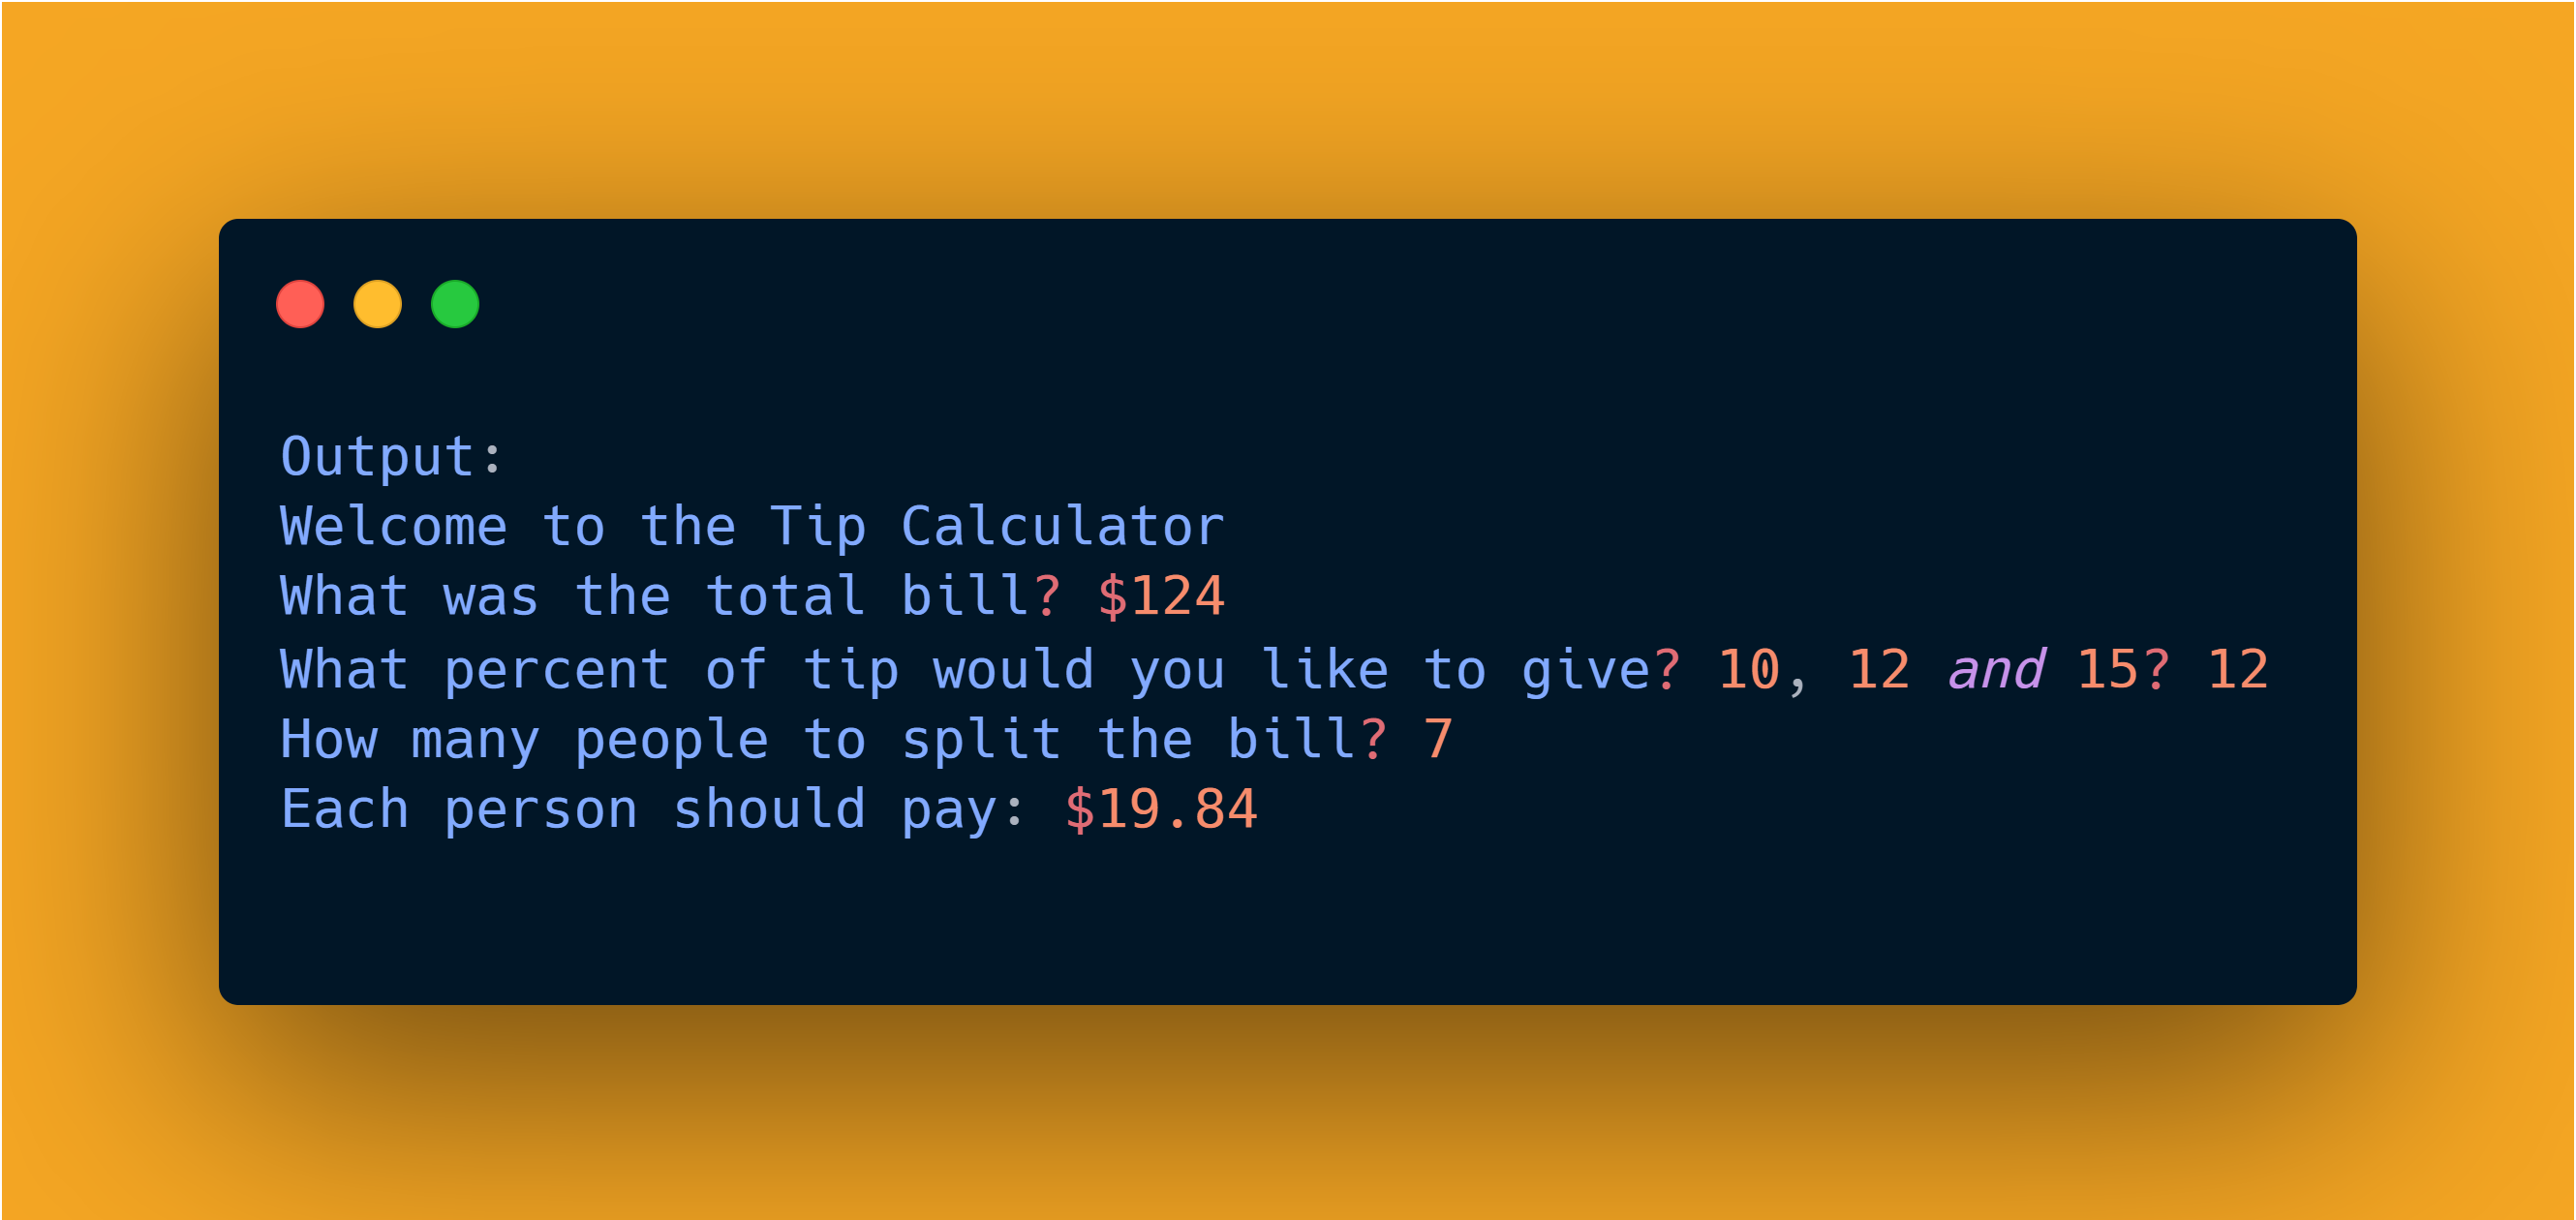 Output:
Welcome to the Tip Calculator
What was the total bill? $124
What percent of tip would you like to give? 10, 12 and 15? 12
How many people to split the bill? 7
Each person should pay: $19.84